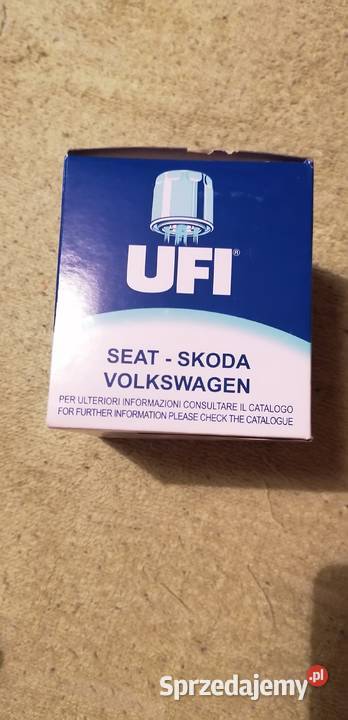 UFI®
SEAT - SKODA
VOLKSWAGEN
PER ULTERIORI INFORMAZIONI CONSULTARE IL CATALOGO
FOR FURTHER INFORMATION PLEASE CHECK THE CATALOGUE
Sprzedajemy.pl